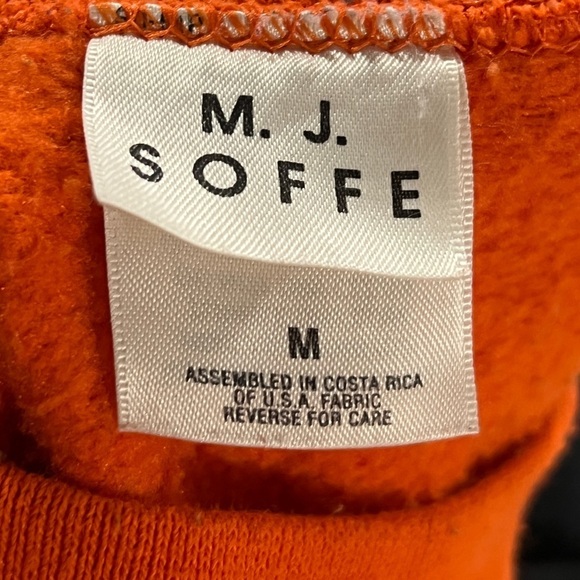 M. J.
SOFFE
M
ASSEMBLED IN COSTA RICA
OF U.S.A. FABRIC
REVERSE FOR CARE